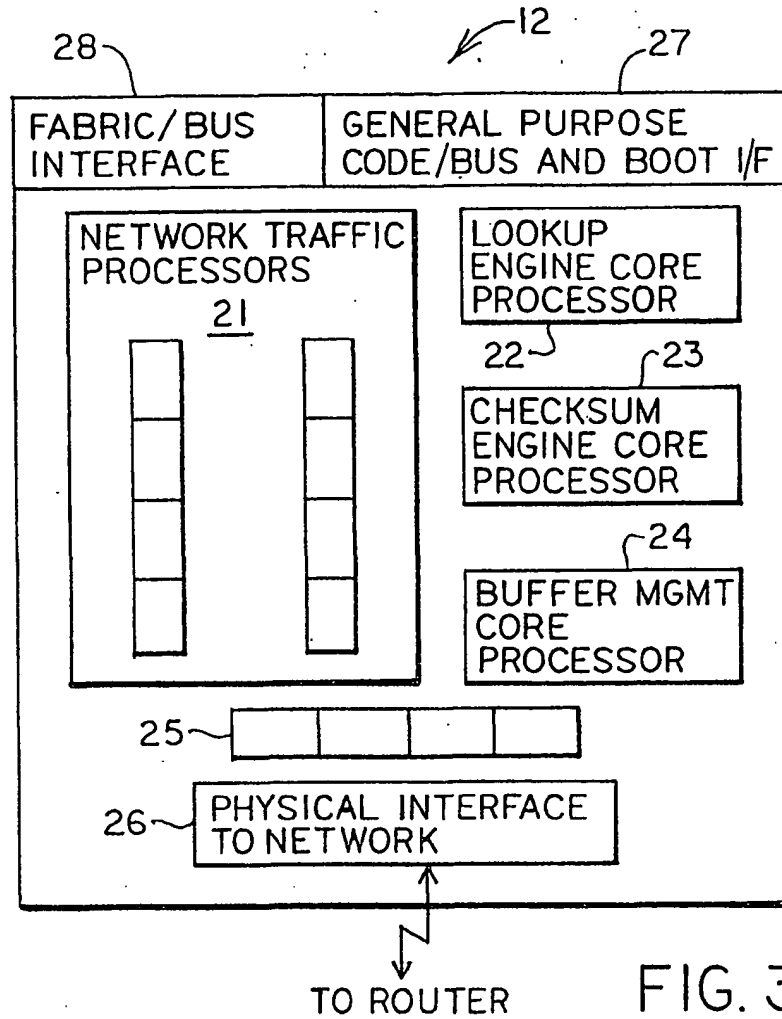 12
28
27
FABRIC/BUS
INTERFACE
GENERAL PURPOSE
CODE/BUS AND BOOT I/F
NETWORK TRAFFIC
PROCESSORS
21
LOOKUP
ENGINE CORE
PROCESSOR
22
23
CHECKSUM
ENGINE CORE
PROCESSOR
24
BUFFER MGMT
CORE
PROCESSOR
25
26
PHYSICAL INTERFACE
TO NETWORK
TO ROUTER
FIG. 3